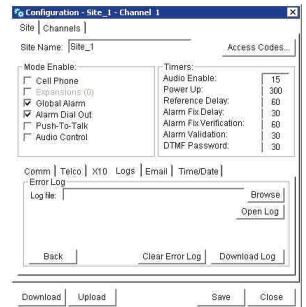 Configuration - Site_1 - Channel 1
Site | Channels
Site Name: Site_1 Access Codes...
Mode Enable:
Cell Phone
Expansions (0)
Global Alarm
Alarm Dial Out
Push-To-Talk
Audio Control
Timers:
Audio Enable: 15
Power Up: 300
Reference Delay: 60
Alarm Fix Delay: 30
Alarm Fix Verification: 60
Alarm Validation: 30
DTMF Password: 30
Comm | Telco | X10 | Logs | Email | Time/Date
Error Log
Log file: Browse
Open Log
Back Clear Error Log Download Log
Download Upload Save Close